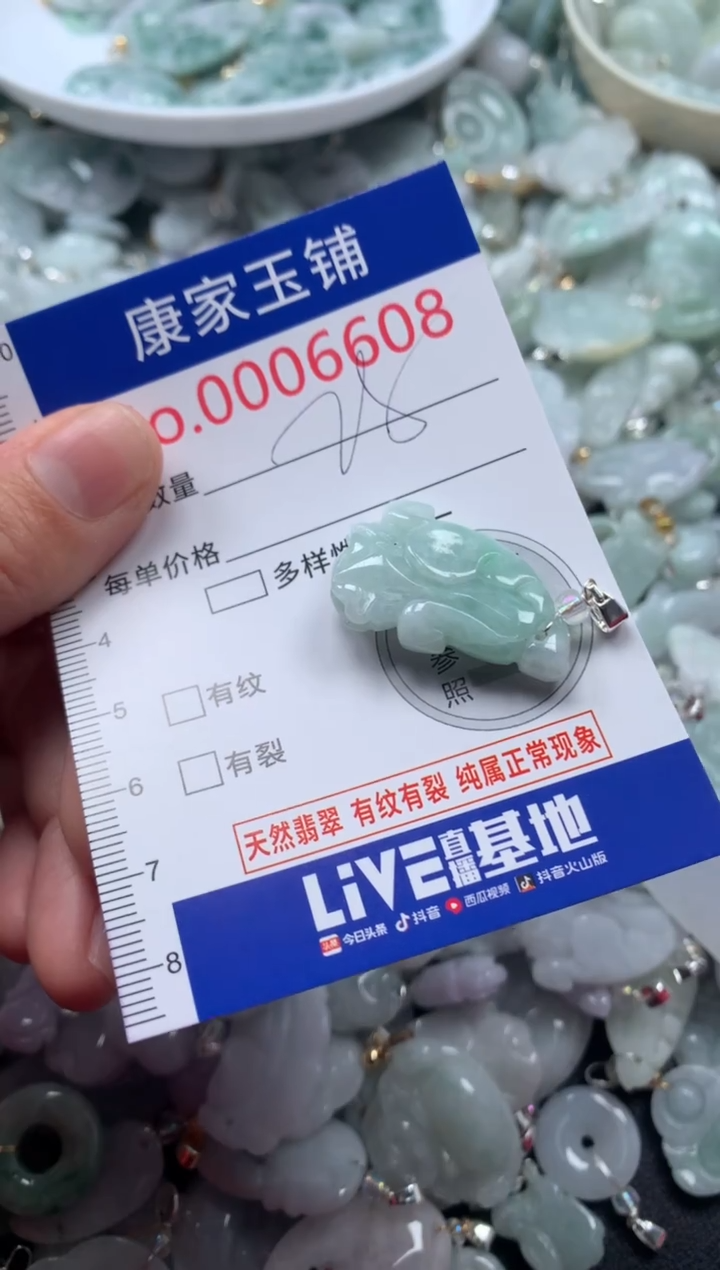 康家玉铺
o.0006608
数量
每单价格
多样性
参
照
有纹
有裂
4
5
6
7
8
天然翡翠 有纹有裂 纯属正常现象
LiVE直播基地
头条 今日头条 抖音 西瓜视频 抖音火山版